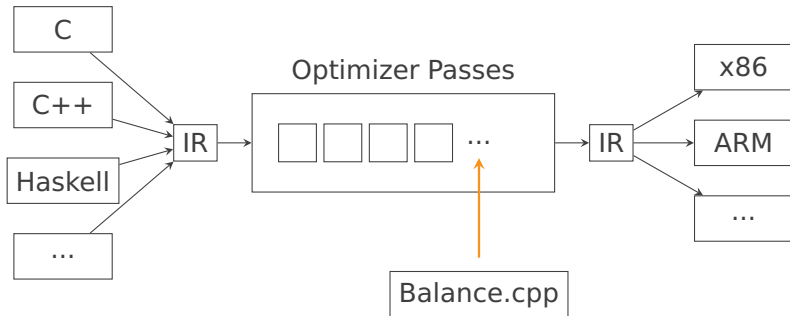 C
C++
Haskell
...
IR
Optimizer Passes
...
Balance.cpp
IR
x86
ARM
...